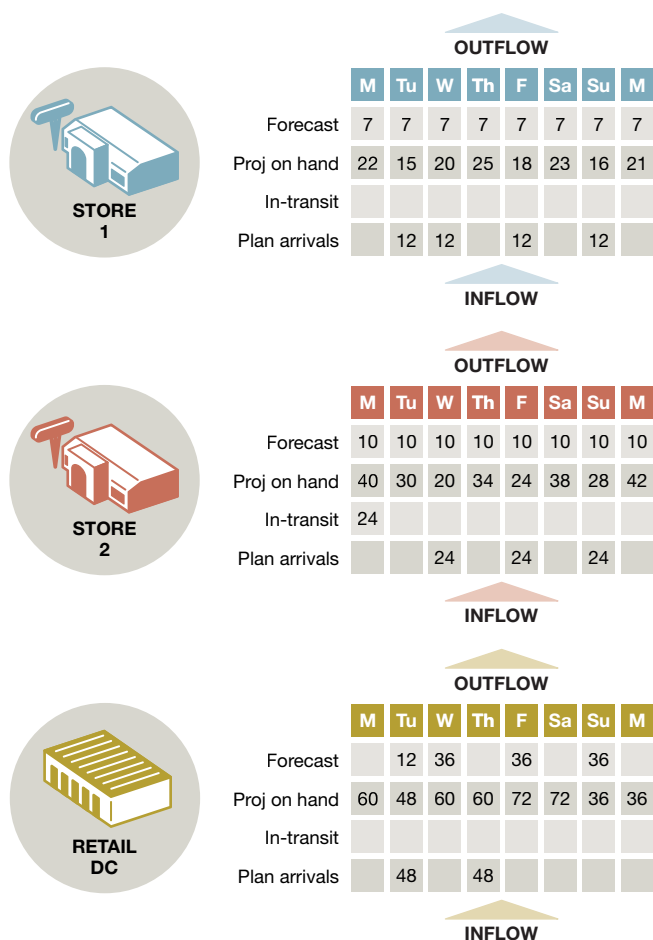 OUTFLOW
M Tu W Th F Sa Su M
Forecast 7 7 7 7 7 7 7 7
Proj on hand 22 15 20 25 18 23 16 21
In-transit
Plan arrivals 12 12 12 12
STORE
1
INFLOW
OUTFLOW
M Tu W Th F Sa Su M
Forecast 10 10 10 10 10 10 10 10
Proj on hand 40 30 20 34 24 38 28 42
In-transit 24
Plan arrivals 24 24 24
STORE
2
INFLOW
OUTFLOW
M Tu W Th F Sa Su M
Forecast 12 36 36 36
Proj on hand 60 48 60 60 72 72 36 36
In-transit
Plan arrivals 48 48
RETAIL
DC
INFLOW